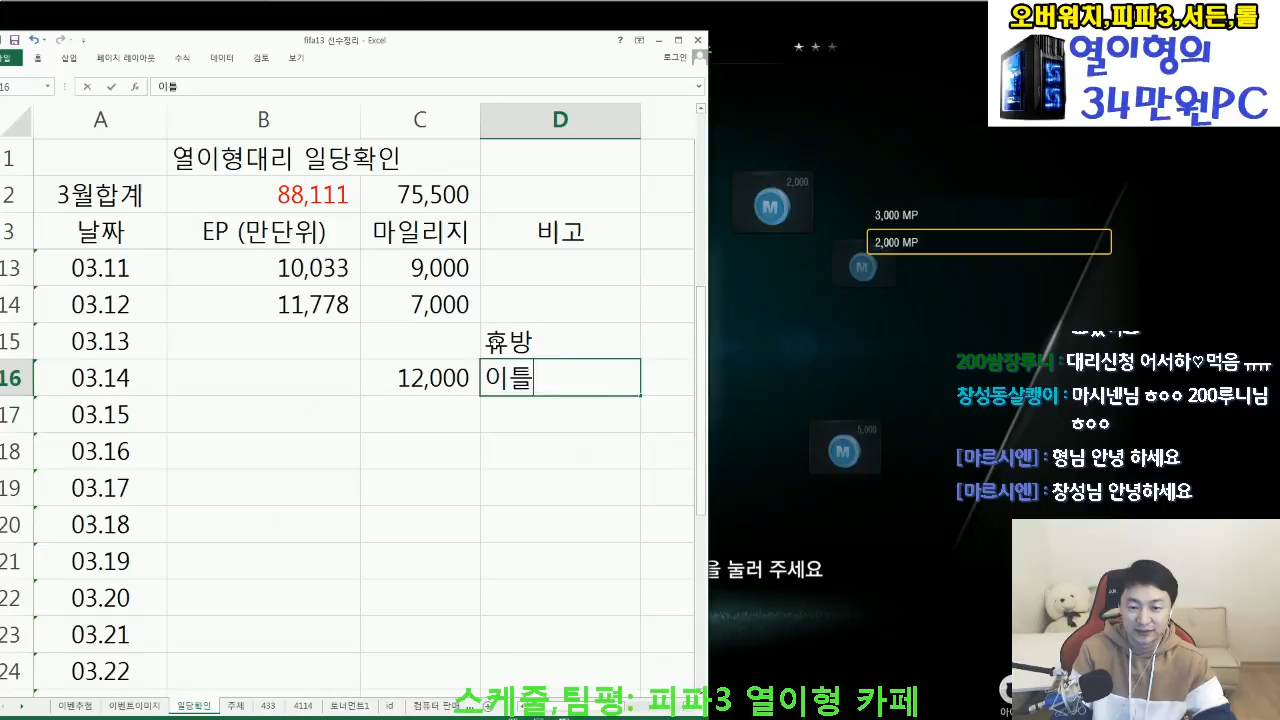 fifa13 선수정리 - Excel
홈 삽입 페이지 레이아웃 수식 데이터 검토 보기
로그인
16
이틀
A B C D
1 열이형대리 일당확인
2 3월합계 88,111 75,500
3 날짜 EP (만단위) 마일리지 비고
13 03.11 10,033 9,000
14 03.12 11,778 7,000
15 03.13 휴방
16 03.14 12,000 이틀
17 03.15
18 03.16
19 03.17
20 03.18
21 03.19
22 03.20
23 03.21
24 03.22
일당확인 주제 433 4114 토너먼트1
오버워치,피파3,서든,롤
열이형의
34만원PC
2,000
M
3,000 MP
2,000 MP
M
5,000
M
을 눌러 주세요
200쌈장루니 : 대리신청 어서하♡먹음 ㅠㅠ
창성동살쾡이 : 마시넨님 ㅎㅇㅇ 200루니님
ㅎㅇㅇ
[마르시엔] : 형님 안녕 하세요
[마르시엔] : 창성님 안녕하세요
스케줄,팀평: 피파3 열이형 카페